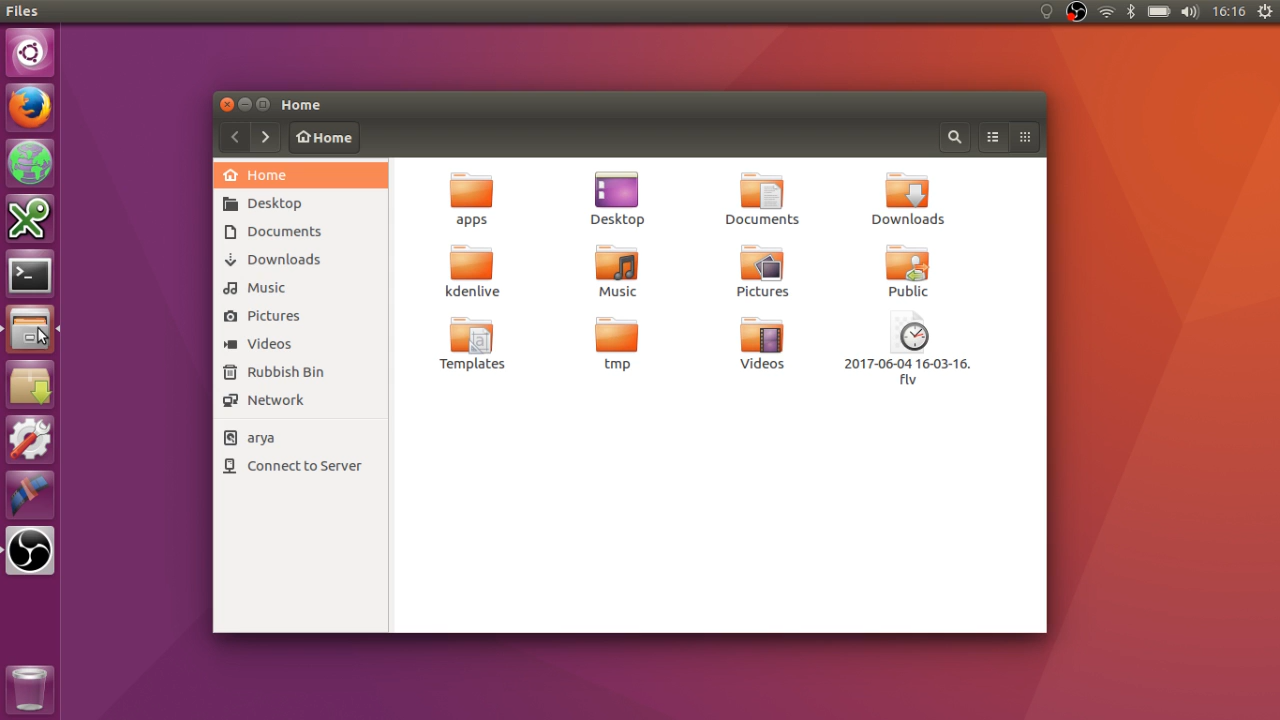 Files
16:16
Home
Home
Home
Desktop
Documents
Downloads
Music
Pictures
Videos
Rubbish Bin
Network
arya
Connect to Server
apps
Desktop
Documents
Downloads
kdenlive
Music
Pictures
Public
Templates
tmp
Videos
2017-06-04 16-03-16.
flv